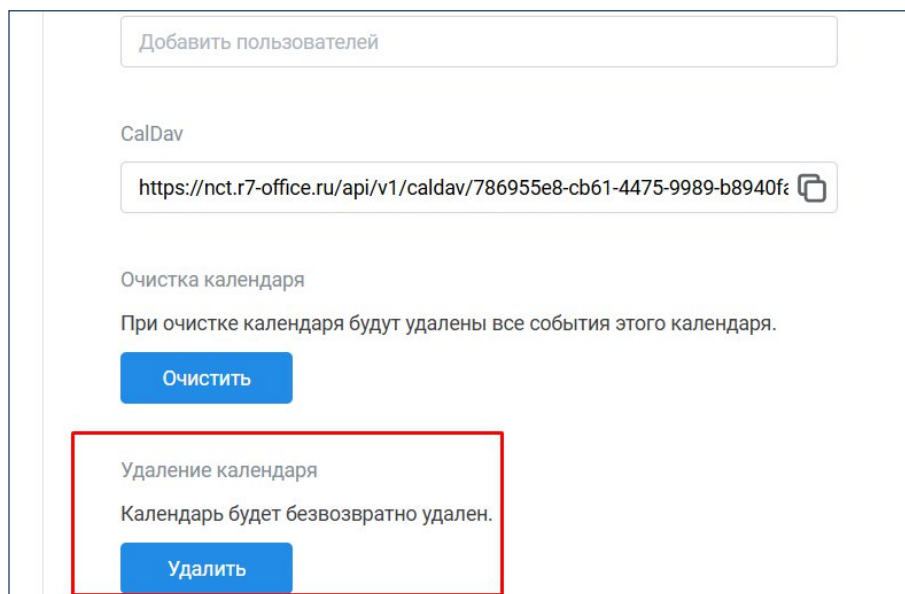 Добавить пользователей
CalDav
https://nct.r7-office.ru/api/v1/caldav/786955e8-cb61-4475-9989-b8940fa
Очистка календаря
При очистке календаря будут удалены все события этого календаря.
Очистить
Удаление календаря
Календарь будет безвозвратно удален.
Удалить